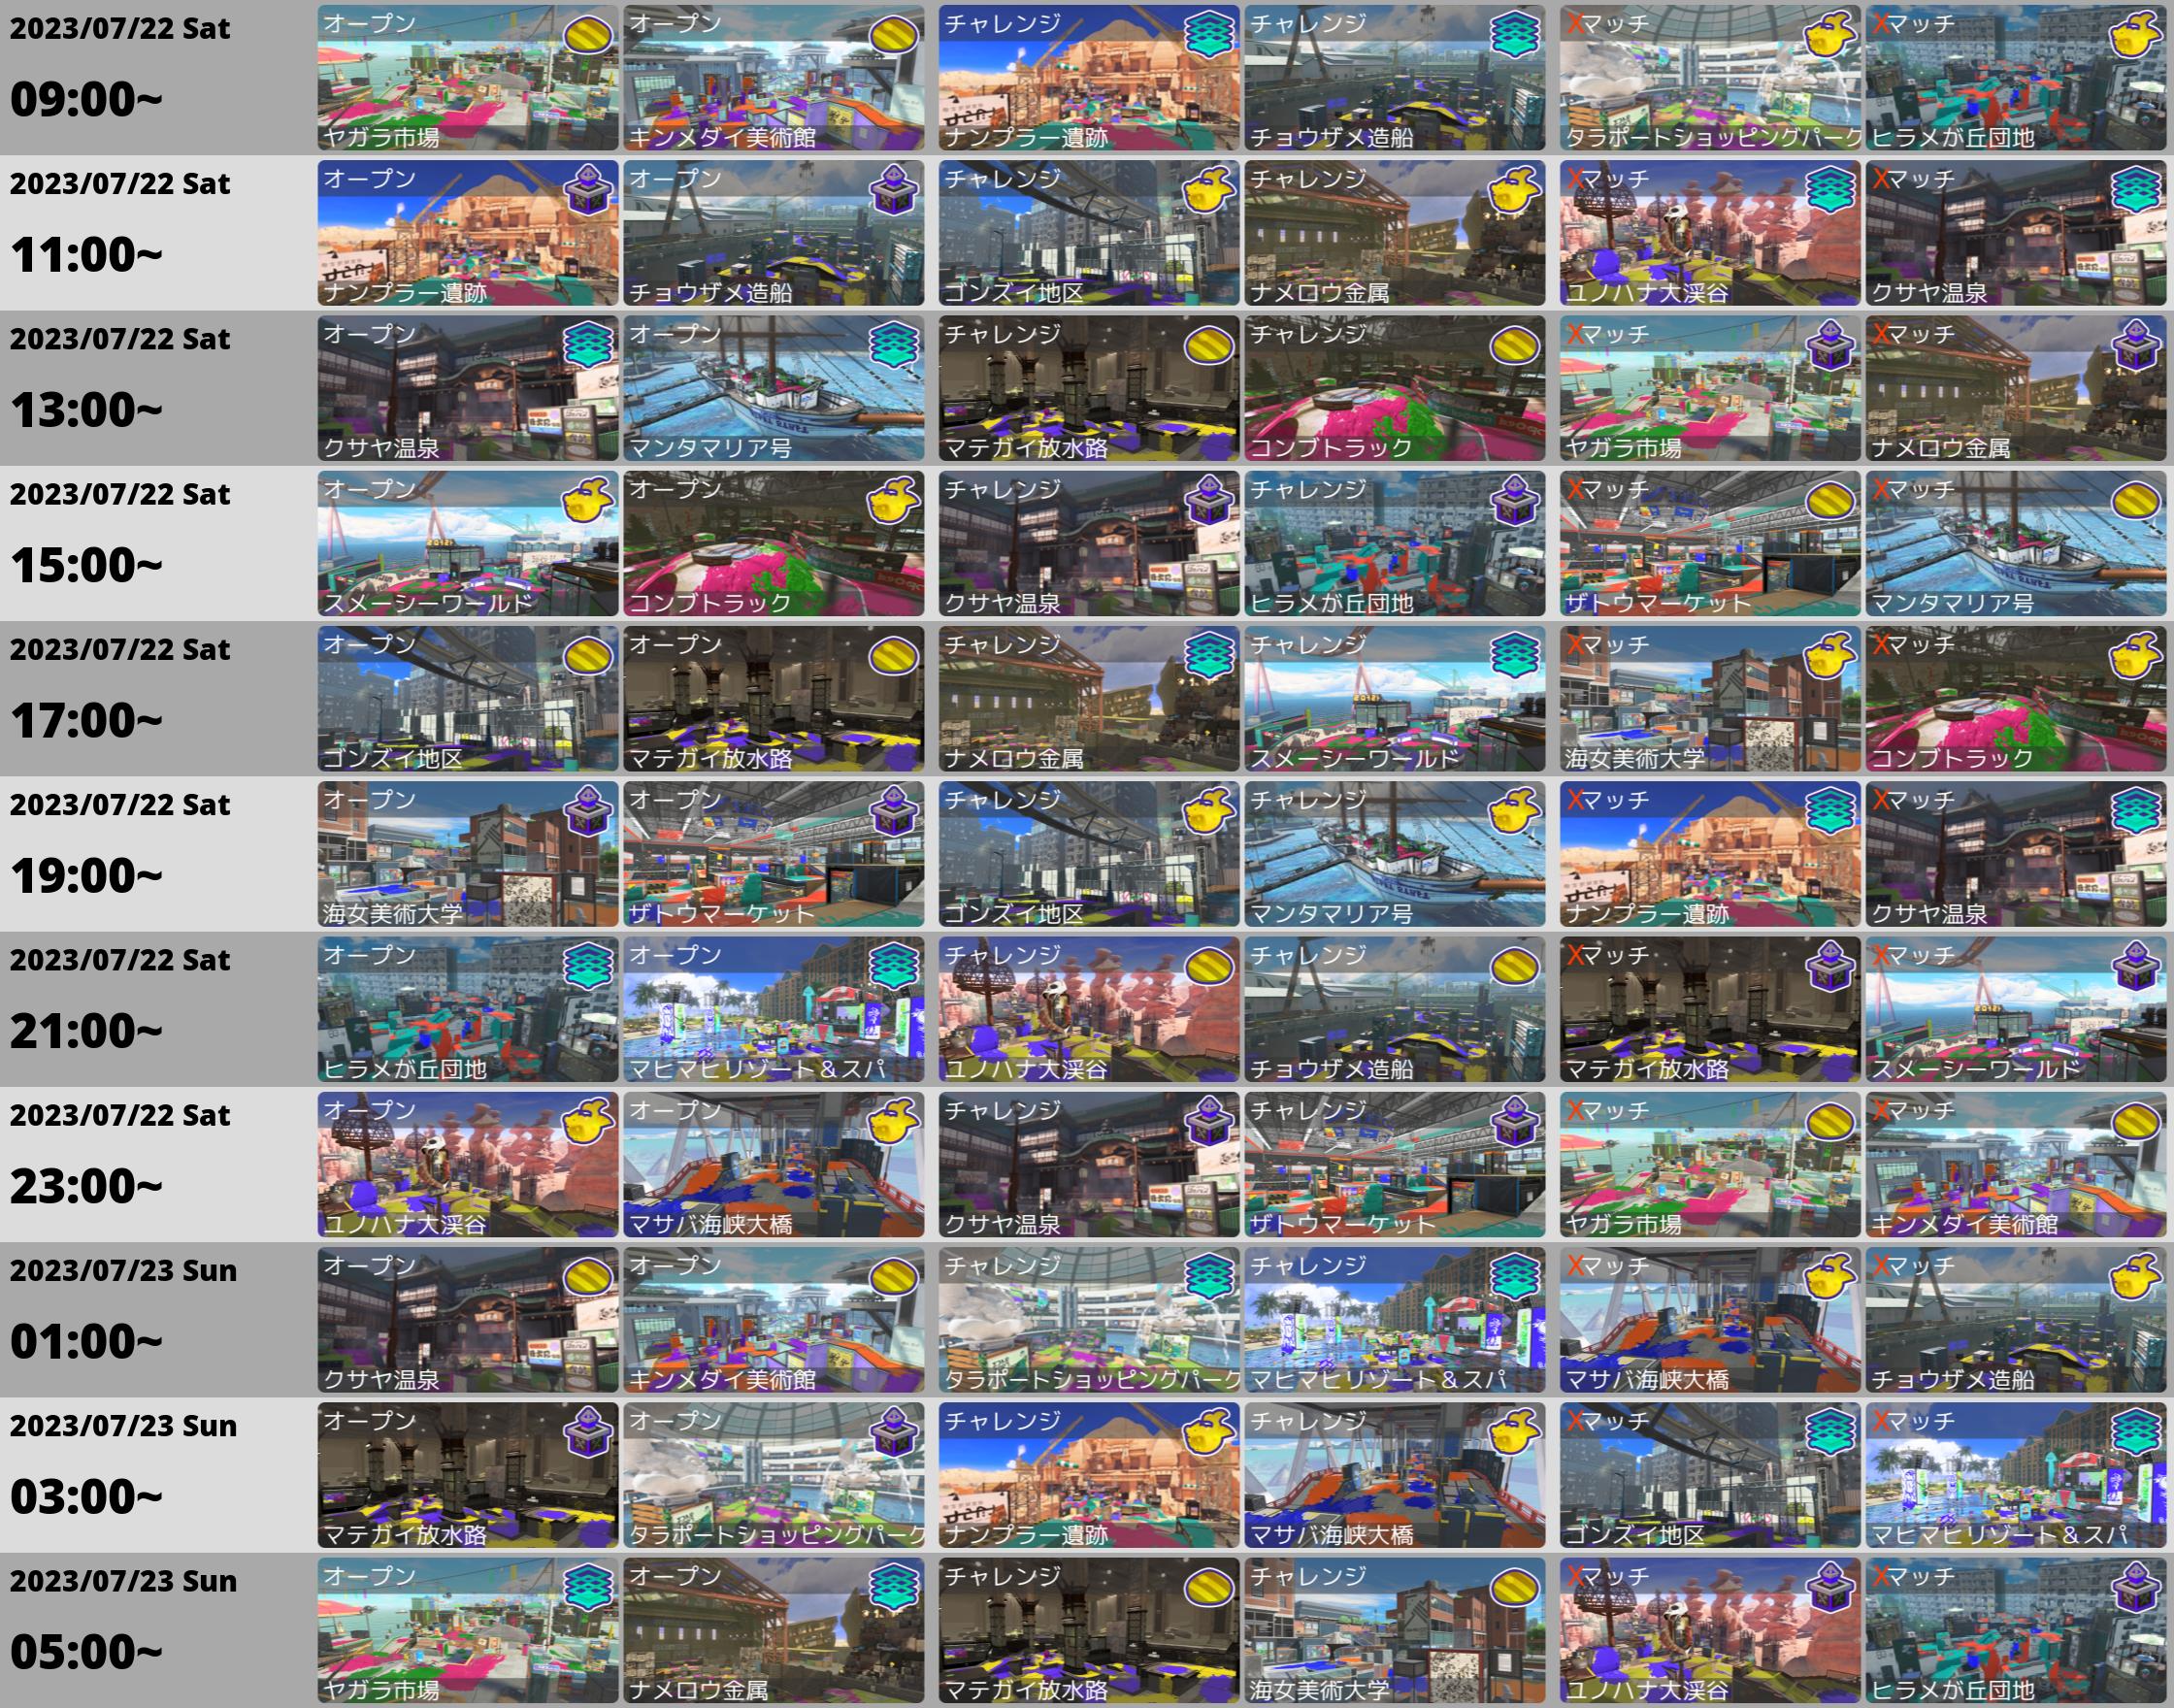 2023/07/22 Sat
09:00~
オープン オープン チャレンジ チャレンジ Xマッチ Xマッチ
ヤガラ市場 キンメダイ美術館 ナンプラー遺跡 チョウザメ造船 タラポートショッピングパーク ヒラメが丘団地
2023/07/22 Sat
11:00~
オープン オープン チャレンジ チャレンジ Xマッチ Xマッチ
ナンプラー遺跡 チョウザメ造船 ゴンズイ地区 ナメロウ金属 ユノハナ大渓谷 クサヤ温泉
2023/07/22 Sat
13:00~
オープン オープン チャレンジ チャレンジ Xマッチ Xマッチ
クサヤ温泉 マンタマリア号 マテガイ放水路 コンブトラック ヤガラ市場 ナメロウ金属
2023/07/22 Sat
15:00~
オープン オープン チャレンジ チャレンジ Xマッチ Xマッチ
スメーシーワールド コンブトラック クサヤ温泉 ヒラメが丘団地 ザトウマーケット マンタマリア号
2023/07/22 Sat
17:00~
オープン オープン チャレンジ チャレンジ Xマッチ Xマッチ
ゴンズイ地区 マテガイ放水路 ナメロウ金属 スメーシーワールド 海女美術大学 コンブトラック
2023/07/22 Sat
19:00~
オープン オープン チャレンジ チャレンジ Xマッチ Xマッチ
海女美術大学 ザトウマーケット ゴンズイ地区 マンタマリア号 ナンプラー遺跡 クサヤ温泉
2023/07/22 Sat
21:00~
オープン オープン チャレンジ チャレンジ Xマッチ Xマッチ
ヒラメが丘団地 マヒマヒリゾート&スパ ユノハナ大渓谷 チョウザメ造船 マテガイ放水路 スメーシーワールド
2023/07/22 Sat
23:00~
オープン オープン チャレンジ チャレンジ Xマッチ Xマッチ
ユノハナ大渓谷 マサバ海峡大橋 クサヤ温泉 ザトウマーケット ヤガラ市場 キンメダイ美術館
2023/07/23 Sun
01:00~
オープン オープン チャレンジ チャレンジ Xマッチ Xマッチ
クサヤ温泉 キンメダイ美術館 タラポートショッピングパーク マヒマヒリゾート&スパ マサバ海峡大橋 チョウザメ造船
2023/07/23 Sun
03:00~
オープン オープン チャレンジ チャレンジ Xマッチ Xマッチ
マテガイ放水路 タラポートショッピングパーク ナンプラー遺跡 マサバ海峡大橋 ゴンズイ地区 マヒマヒリゾート&スパ
2023/07/23 Sun
05:00~
オープン オープン チャレンジ チャレンジ Xマッチ Xマッチ
ヤガラ市場 ナメロウ金属 マテガイ放水路 海女美術大学 ユノハナ大渓谷 ヒラメが丘団地